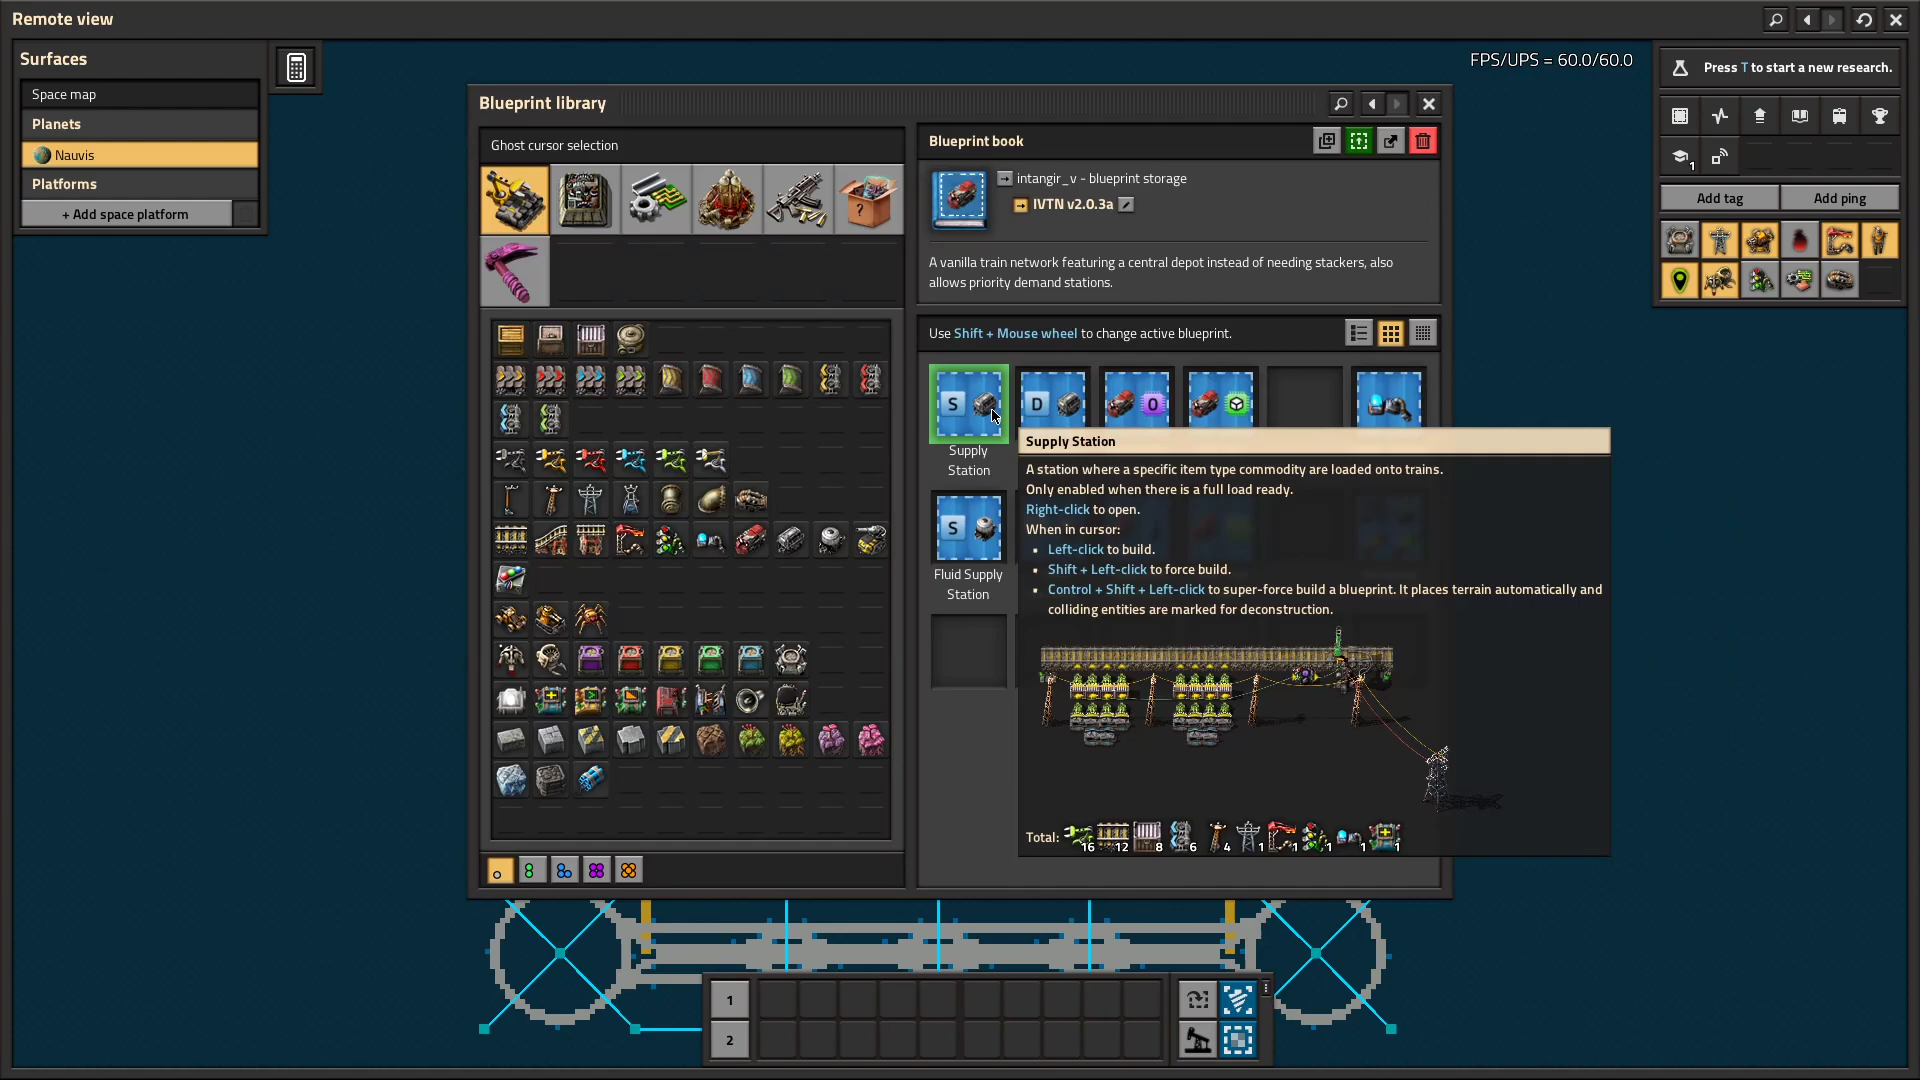 Remote view
Surfaces
Space map
Planets
Nauvis
Platforms
+ Add space platform
FPS/UPS = 60.0/60.0
Press T to start a new research.
1
Add tag
Add ping
Blueprint library
Ghost cursor selection
Blueprint book
intangir_v - blueprint storage
IVTN v2.0.3a
A vanilla train network featuring a central depot instead of needing stackers, also
allows priority demand stations.
Use Shift + Mouse wheel to change active blueprint.
S
D
O
Supply
Station
S
Fluid Supply
Station
Supply Station
A station where a specific item type commodity are loaded onto trains.
Only enabled when there is a full load ready.
Right-click to open.
When in cursor:
• Left-click to build.
• Shift + Left-click to force build.
• Control + Shift + Left-click to super-force build a blueprint. It places terrain automatically and
colliding entities are marked for deconstruction.
Total: 16 12 8 6 4 1 1 1 1 1
1
2